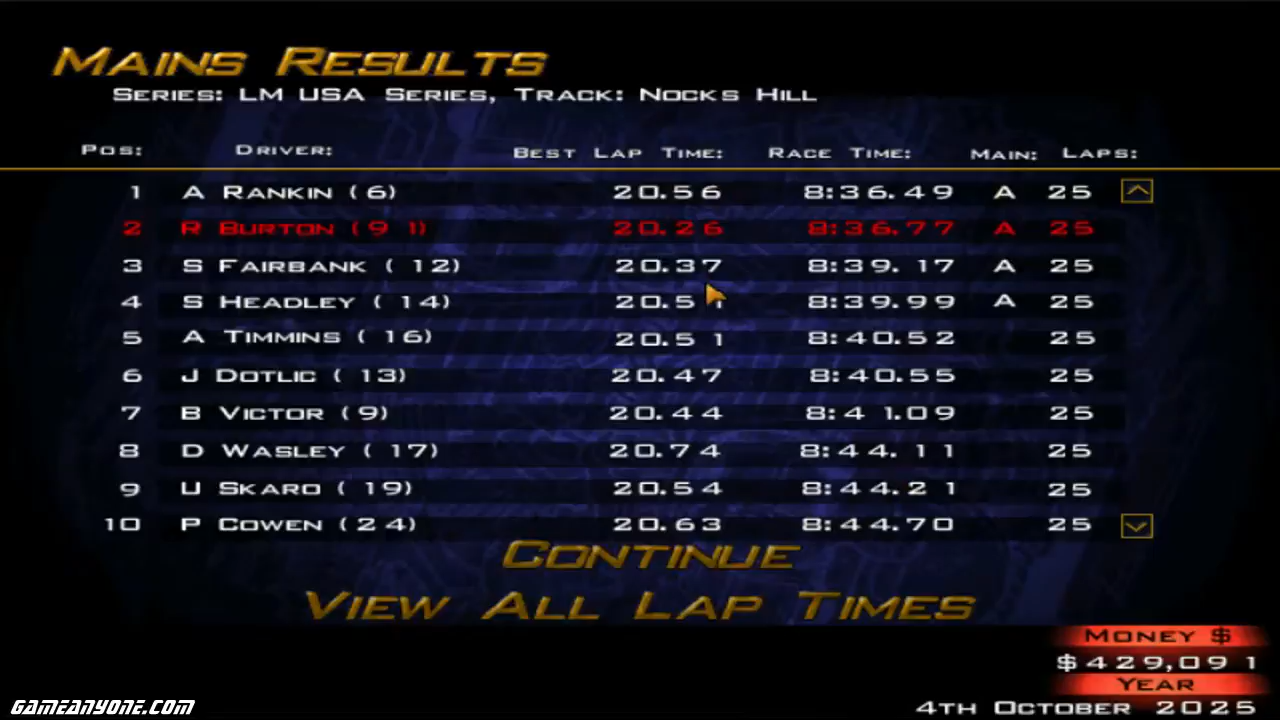 Mains Results
Series: LM USA Series, Track: Nocks Hill
Pos: Driver: Best Lap Time: Race Time: Main: Laps:
1 A Rankin (6) 20.56 8:36.49 A 25
2 R Burton (91) 20.26 8:36.77 A 25
3 S Fairbank (12) 20.37 8:39.17 A 25
4 S Headley (14) 20.51 8:39.99 A 25
5 A Timmins (16) 20.51 8:40.52 25
6 J Dotlic (13) 20.47 8:40.55 25
7 B Victor (9) 20.44 8:41.09 25
8 D Wasley (17) 20.74 8:44.11 25
9 U Skaro (19) 20.54 8:44.21 25
10 P Cowen (24) 20.63 8:44.70 25
Continue
View All Lap Times
Money $
$429,091
Year
4th October 2025
GAMEANYONE.COM